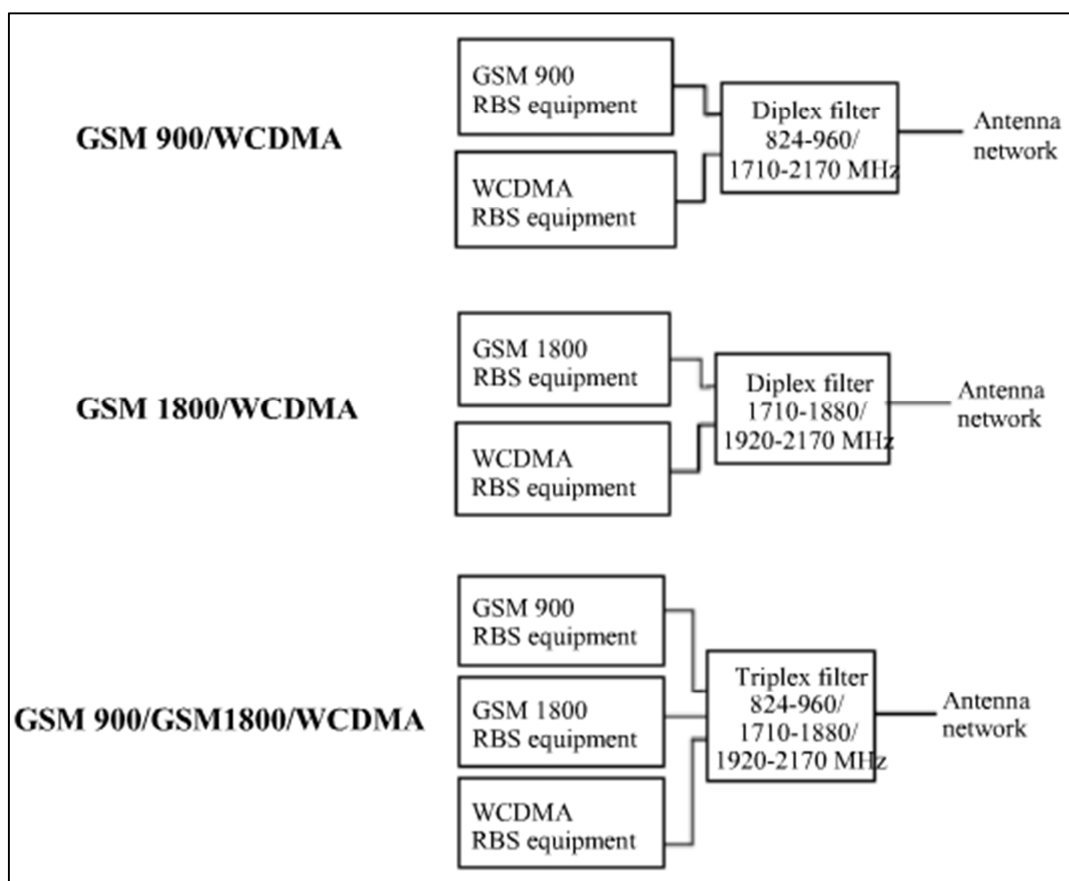 GSM 900/WCDMA
GSM 900
RBS equipment
WCDMA
RBS equipment
Diplex filter
824-960/
1710-2170 MHz
Antenna
network
GSM 1800/WCDMA
GSM 1800
RBS equipment
WCDMA
RBS equipment
Diplex filter
1710-1880/
1920-2170 MHz
Antenna
network
GSM 900/GSM1800/WCDMA
GSM 900
RBS equipment
GSM 1800
RBS equipment
WCDMA
RBS equipment
Triplex filter
824-960/
1710-1880/
1920-2170 MHz
Antenna
network